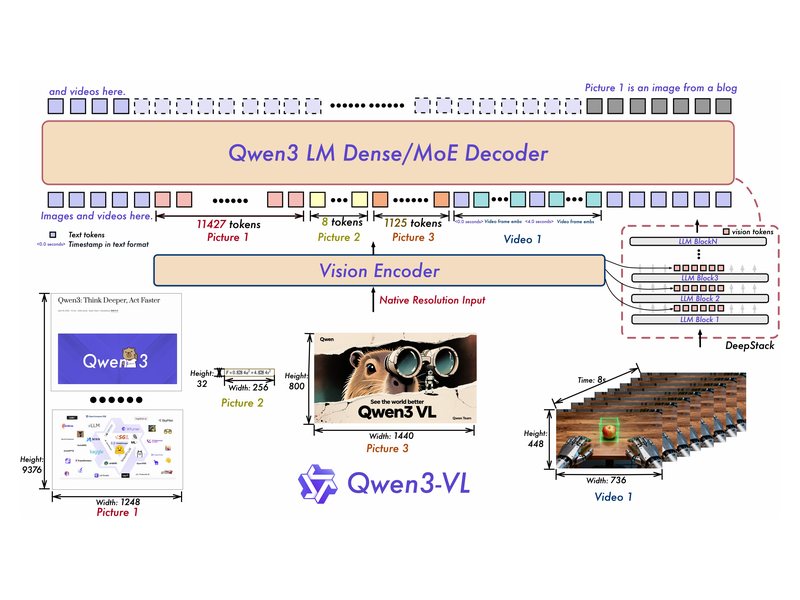 and videos here.
Picture 1 is an image from a blog
Qwen3 LM Dense/MoE Decoder
Images and videos here.
11427 tokens
Picture 1
8 tokens
Picture 2
1125 tokens
Picture 3
<0.0 seconds> Video frame embs <4.0 seconds> Video frame embs
Video 1
Text tokens
<0.0 seconds> Timestamp in text format
Vision Encoder
Native Resolution Input
vision tokens
LLM BlockN
LLM Block3
LLM Block 2
LLM Block 1
DeepStack
Qwen3: Think Deeper, Act Faster
Qwen3
Height: 9376
Width: 1248
Picture 1
Height: 32
Width: 256
Picture 2
Height: 800
Qwen
See the world better
Qwen3 VL
Qwen Team
Width: 1440
Picture 3
Time: 8s
Height: 448
Width: 736
Video 1
Qwen3-VL